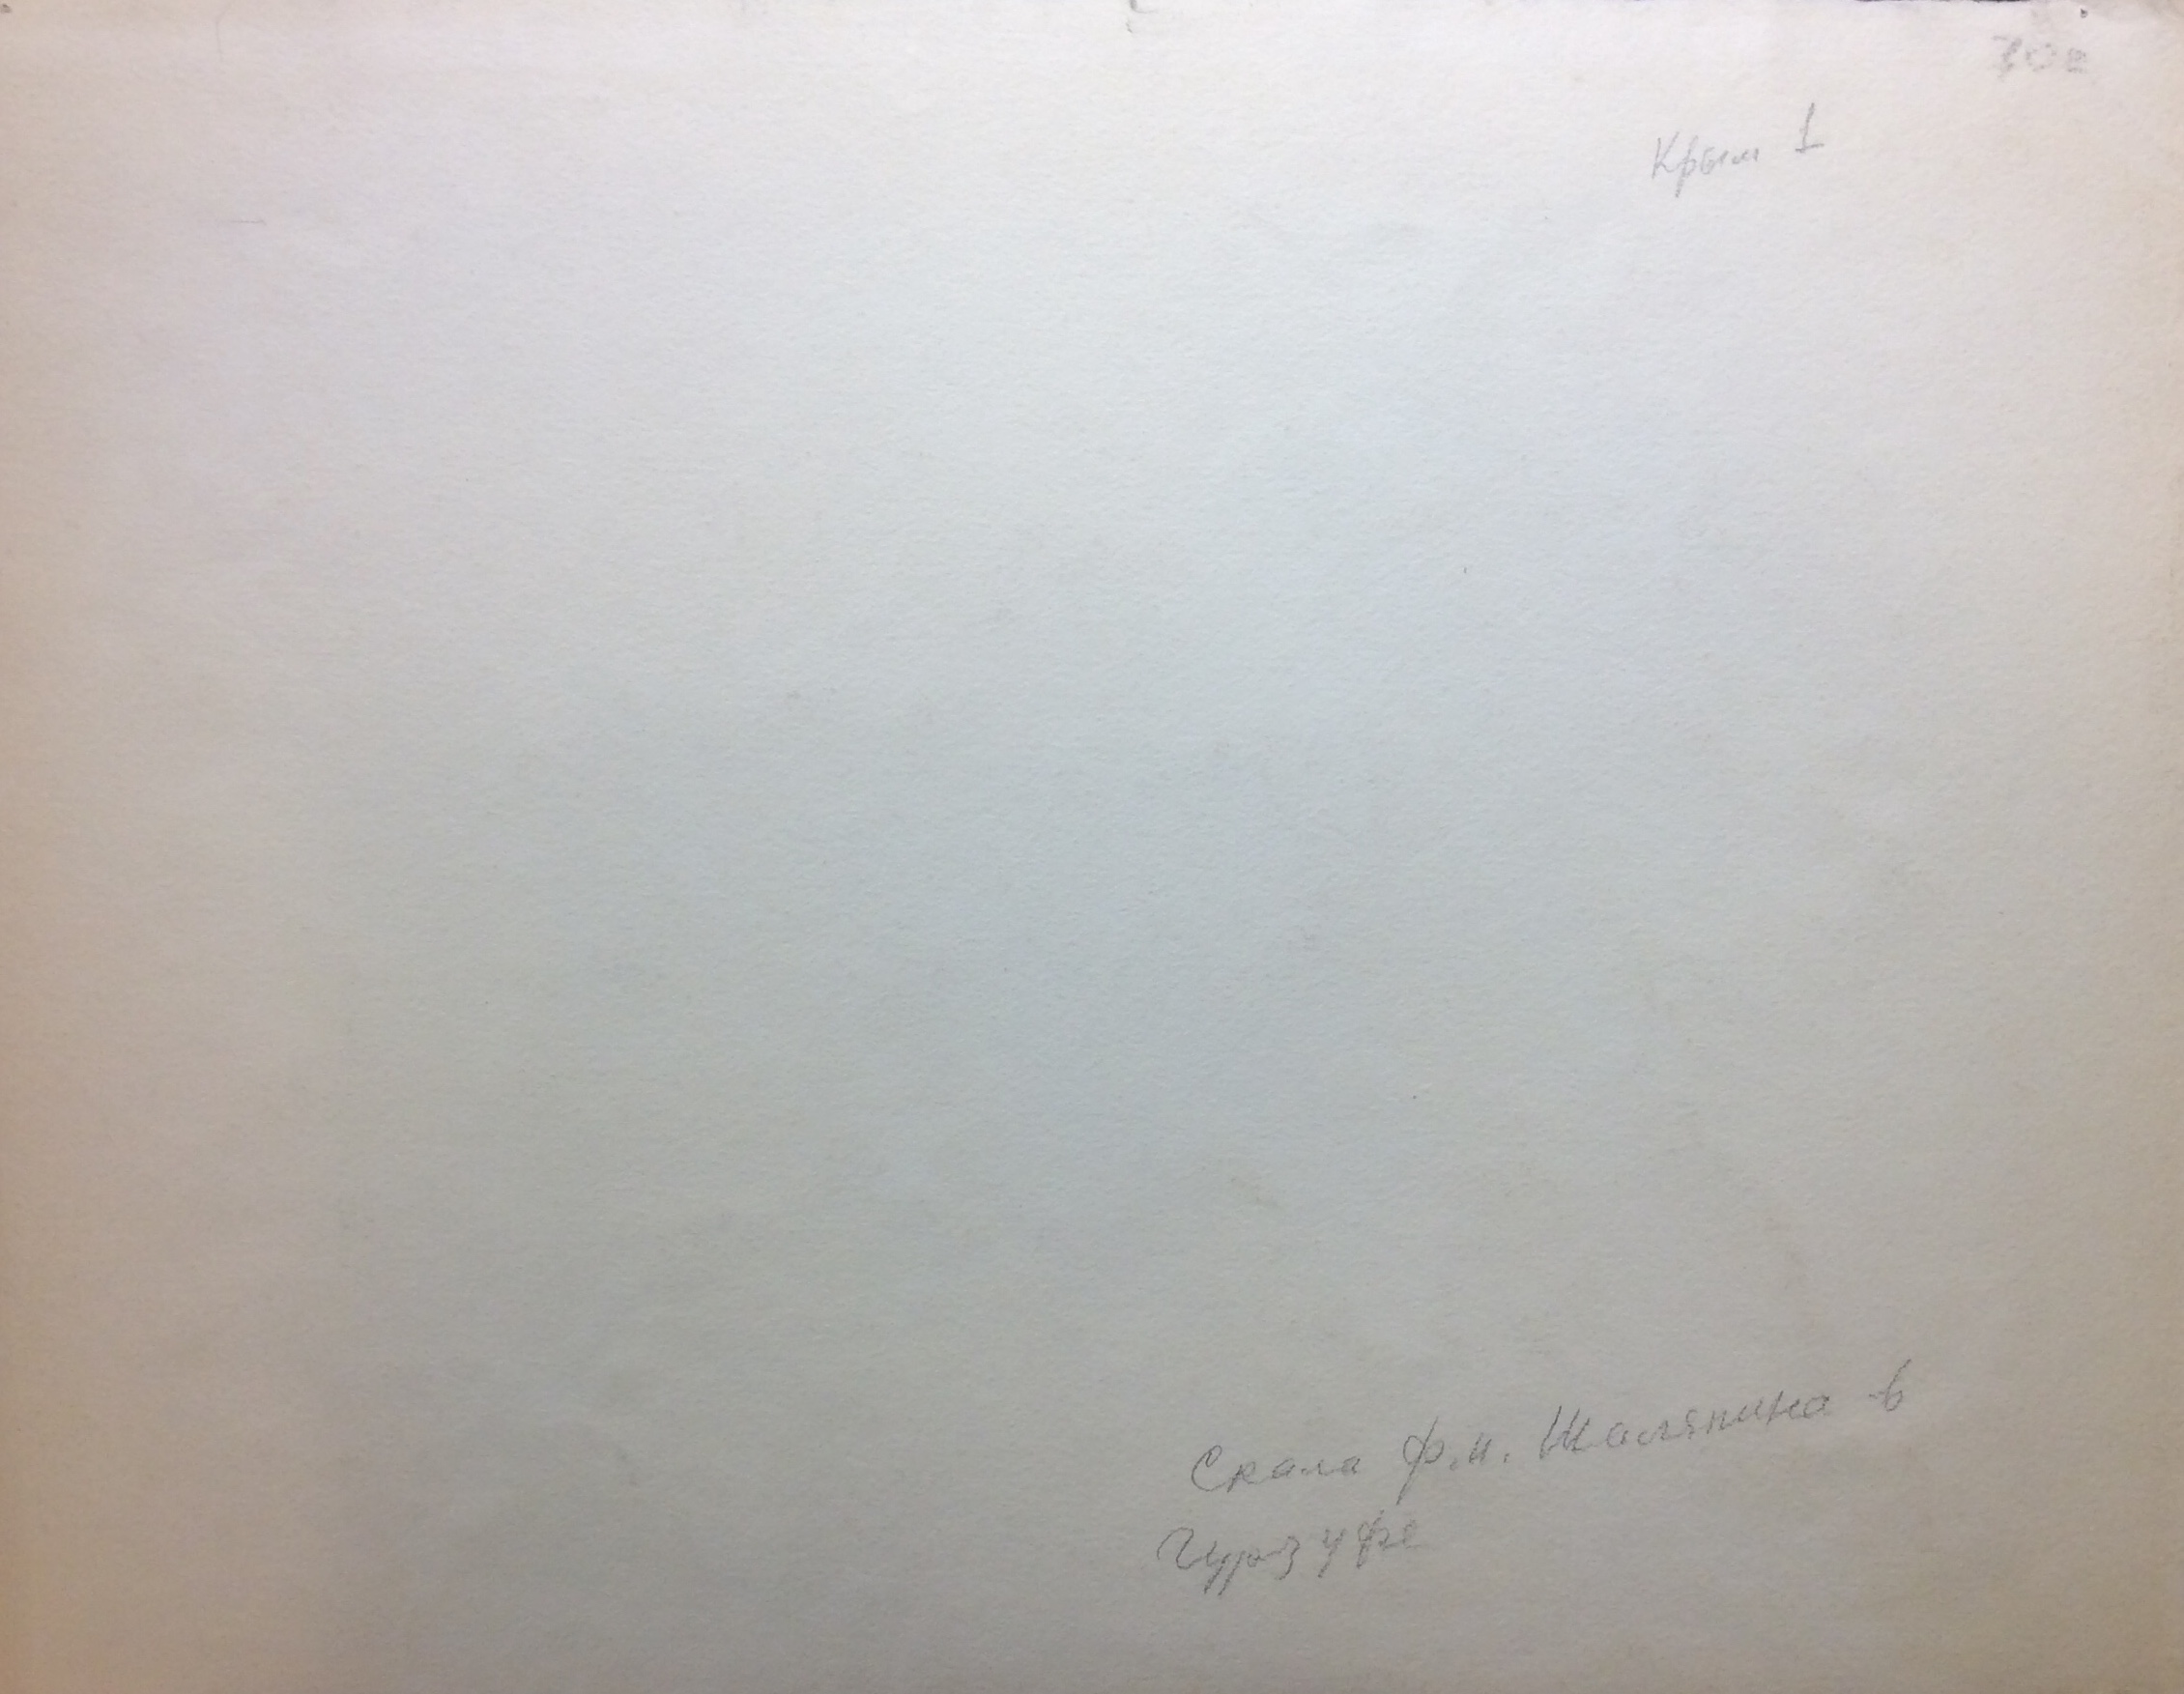 Крым 1
Скала Ф.И. Шаляпина в
Гурзуфе